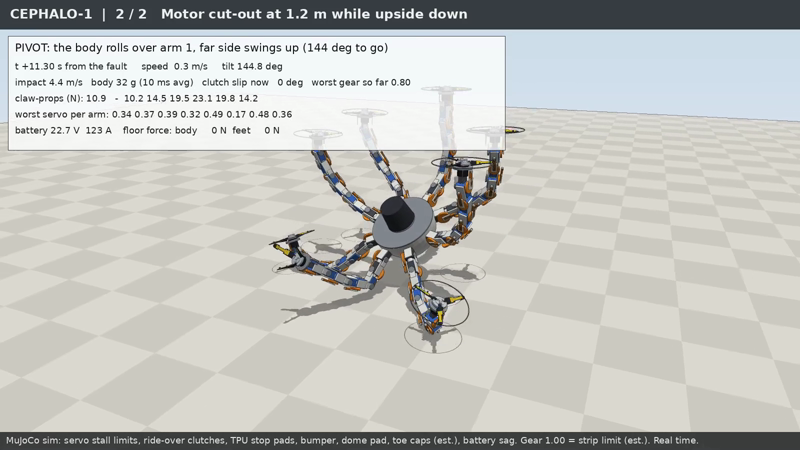 CEPHALO-1 | 2 / 2 Motor cut-out at 1.2 m while upside down
PIVOT: the body rolls over arm 1, far side swings up (144 deg to go)
t +11.30 s from the fault speed 0.3 m/s tilt 144.8 deg
impact 4.4 m/s body 32 g (10 ms avg) clutch slip now 0 deg worst gear so far 0.80
claw-props (N): 10.9 - 10.2 14.5 19.5 23.1 19.8 14.2
worst servo per arm: 0.34 0.37 0.39 0.32 0.49 0.17 0.48 0.36
battery 22.7 V 123 A floor force: body 0 N feet 0 N
MuJoCo sim: servo stall limits, ride-over clutches, TPU stop pads, bumper, dome pad, toe caps (est.), battery sag. Gear 1.00 = strip limit (est.). Real time.